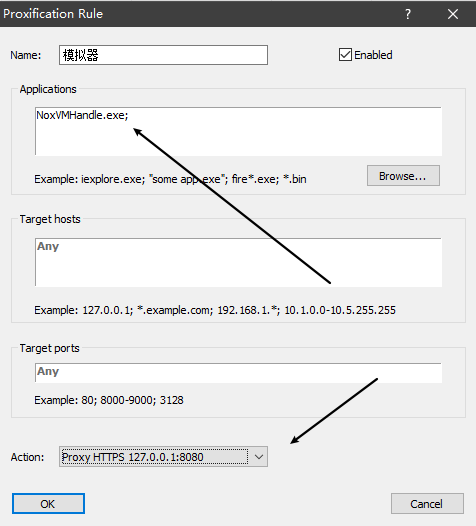 Proxification Rule
Name:
模拟器
Enabled
Applications
NoxVMHandle.exe;
Example: iexplore.exe; "some app.exe"; fire*.exe; *.bin
Browse...
Target hosts
Any
Example: 127.0.0.1; *.example.com; 192.168.1.*; 10.1.0.0-10.5.255.255
Target ports
Any
Example: 80; 8000-9000; 3128
Action:
Proxy HTTPS 127.0.0.1:8080
OK
Cancel